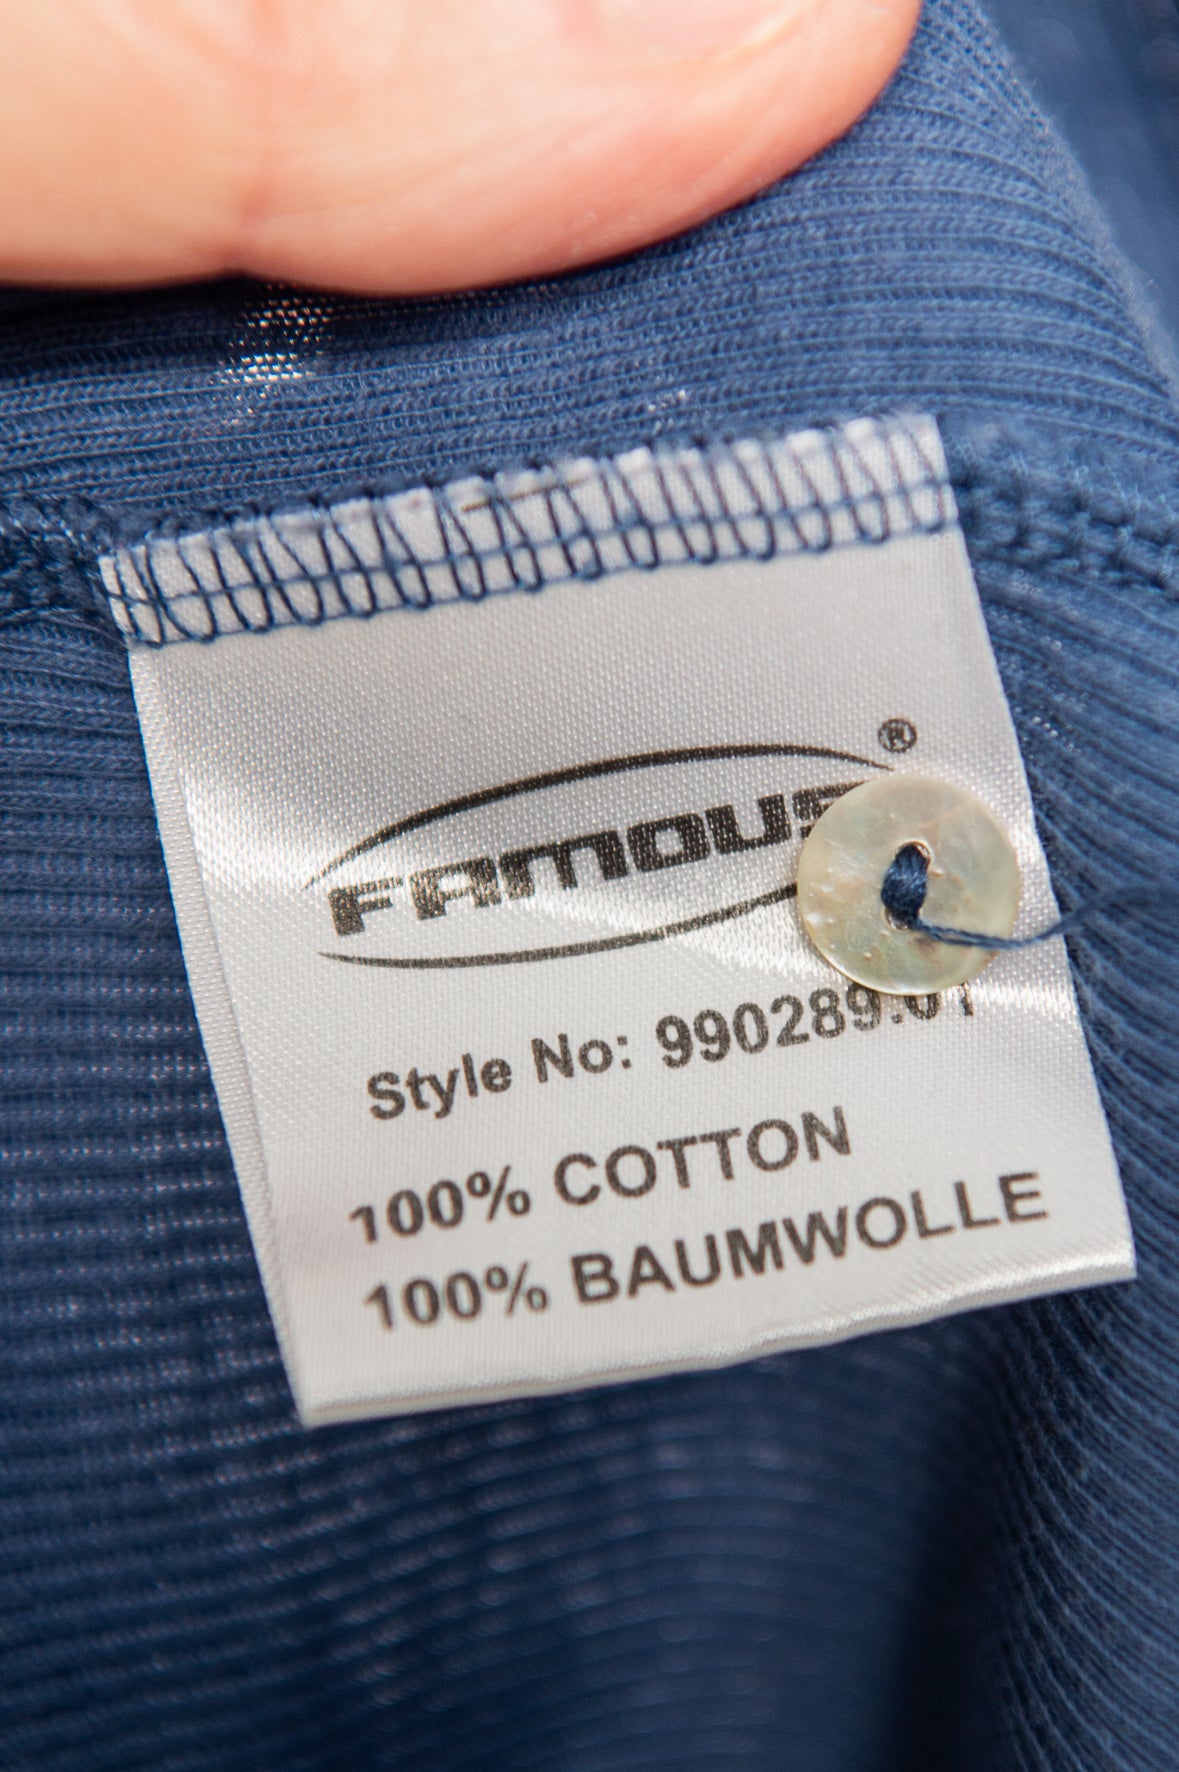 FAMOUS ®
Style No: 990289.01
100% COTTON
100% BAUMWOLLE